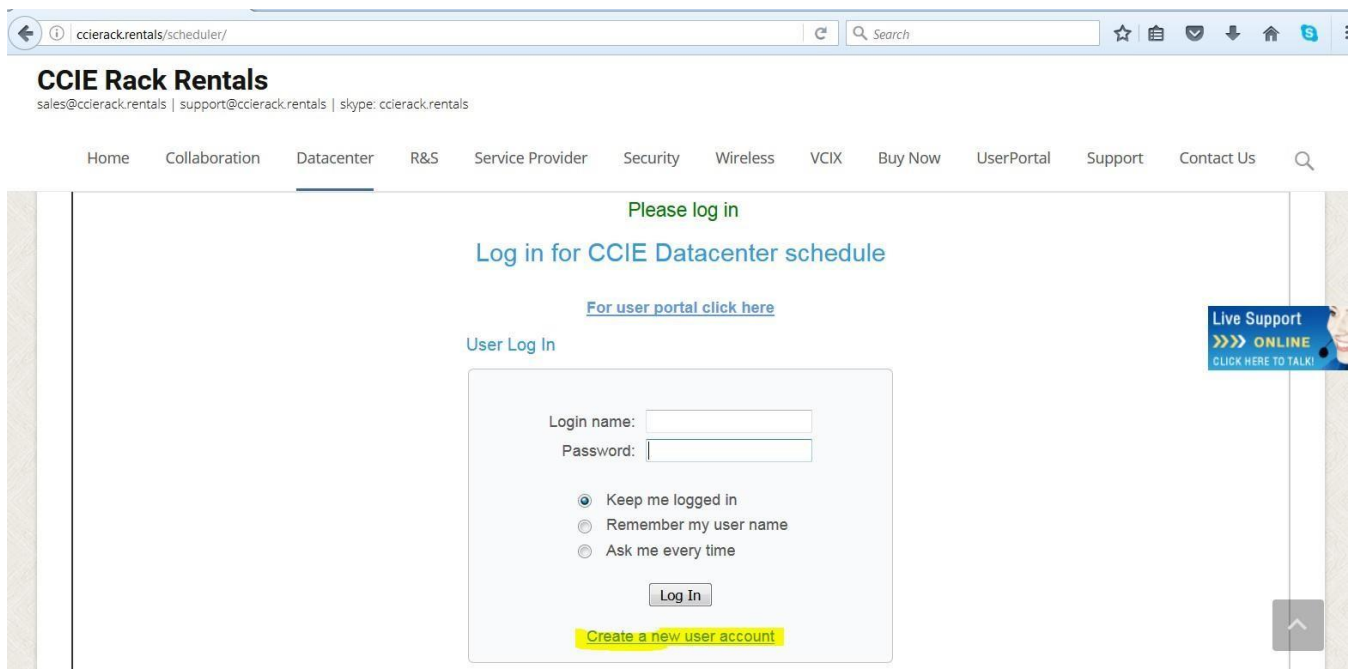 ccierack.rentals/scheduler/
Search
CCIE Rack Rentals
sales@ccierack.rentals | support@ccierack.rentals | skype: ccierack.rentals
Home Collaboration Datacenter R&S Service Provider Security Wireless VCIX Buy Now UserPortal Support Contact Us
Please log in
Log in for CCIE Datacenter schedule
For user portal click here
Live Support
>>>> ONLINE
CLICK HERE TO TALK!
User Log In
Login name:
Password:
Keep me logged in
Remember my user name
Ask me every time
Log In
Create a new user account